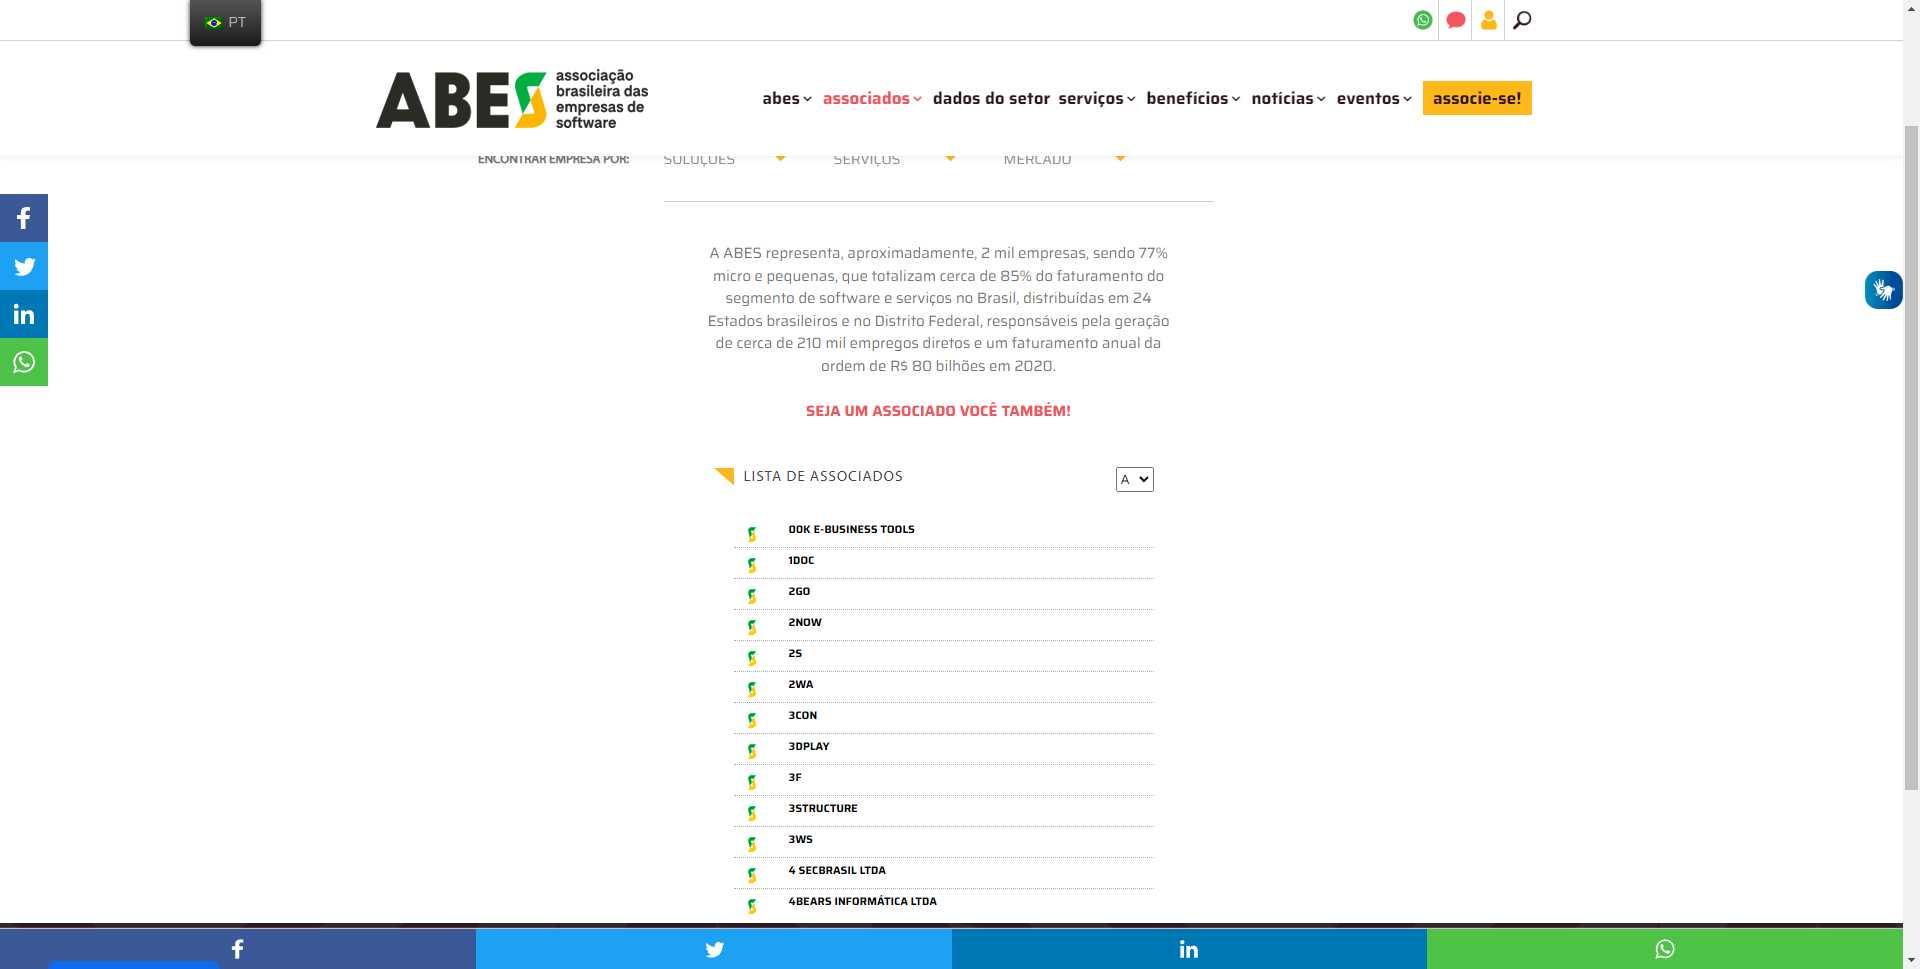 PT
ABES associação
brasileira das
empresas de
software
abes associados dados do setor serviços benefícios notícias eventos associe-se!
ENCONTRAR EMPRESA POR: SOLUÇÕES SERVIÇOS MERCADO
A ABES representa, aproximadamente, 2 mil empresas, sendo 77%
micro e pequenas, que totalizam cerca de 85% do faturamento do
segmento de software e serviços no Brasil, distribuídas em 24
Estados brasileiros e no Distrito Federal, responsáveis pela geração
de cerca de 210 mil empregos diretos e um faturamento anual da
ordem de R$ 80 bilhões em 2020.
SEJA UM ASSOCIADO VOCÊ TAMBÉM!
LISTA DE ASSOCIADOS A
00K E-BUSINESS TOOLS
1DOC
2GO
2NOW
2S
2WA
3CON
3DPLAY
3F
3STRUCTURE
3WS
4 SECBRASIL LTDA
4BEARS INFORMÁTICA LTDA